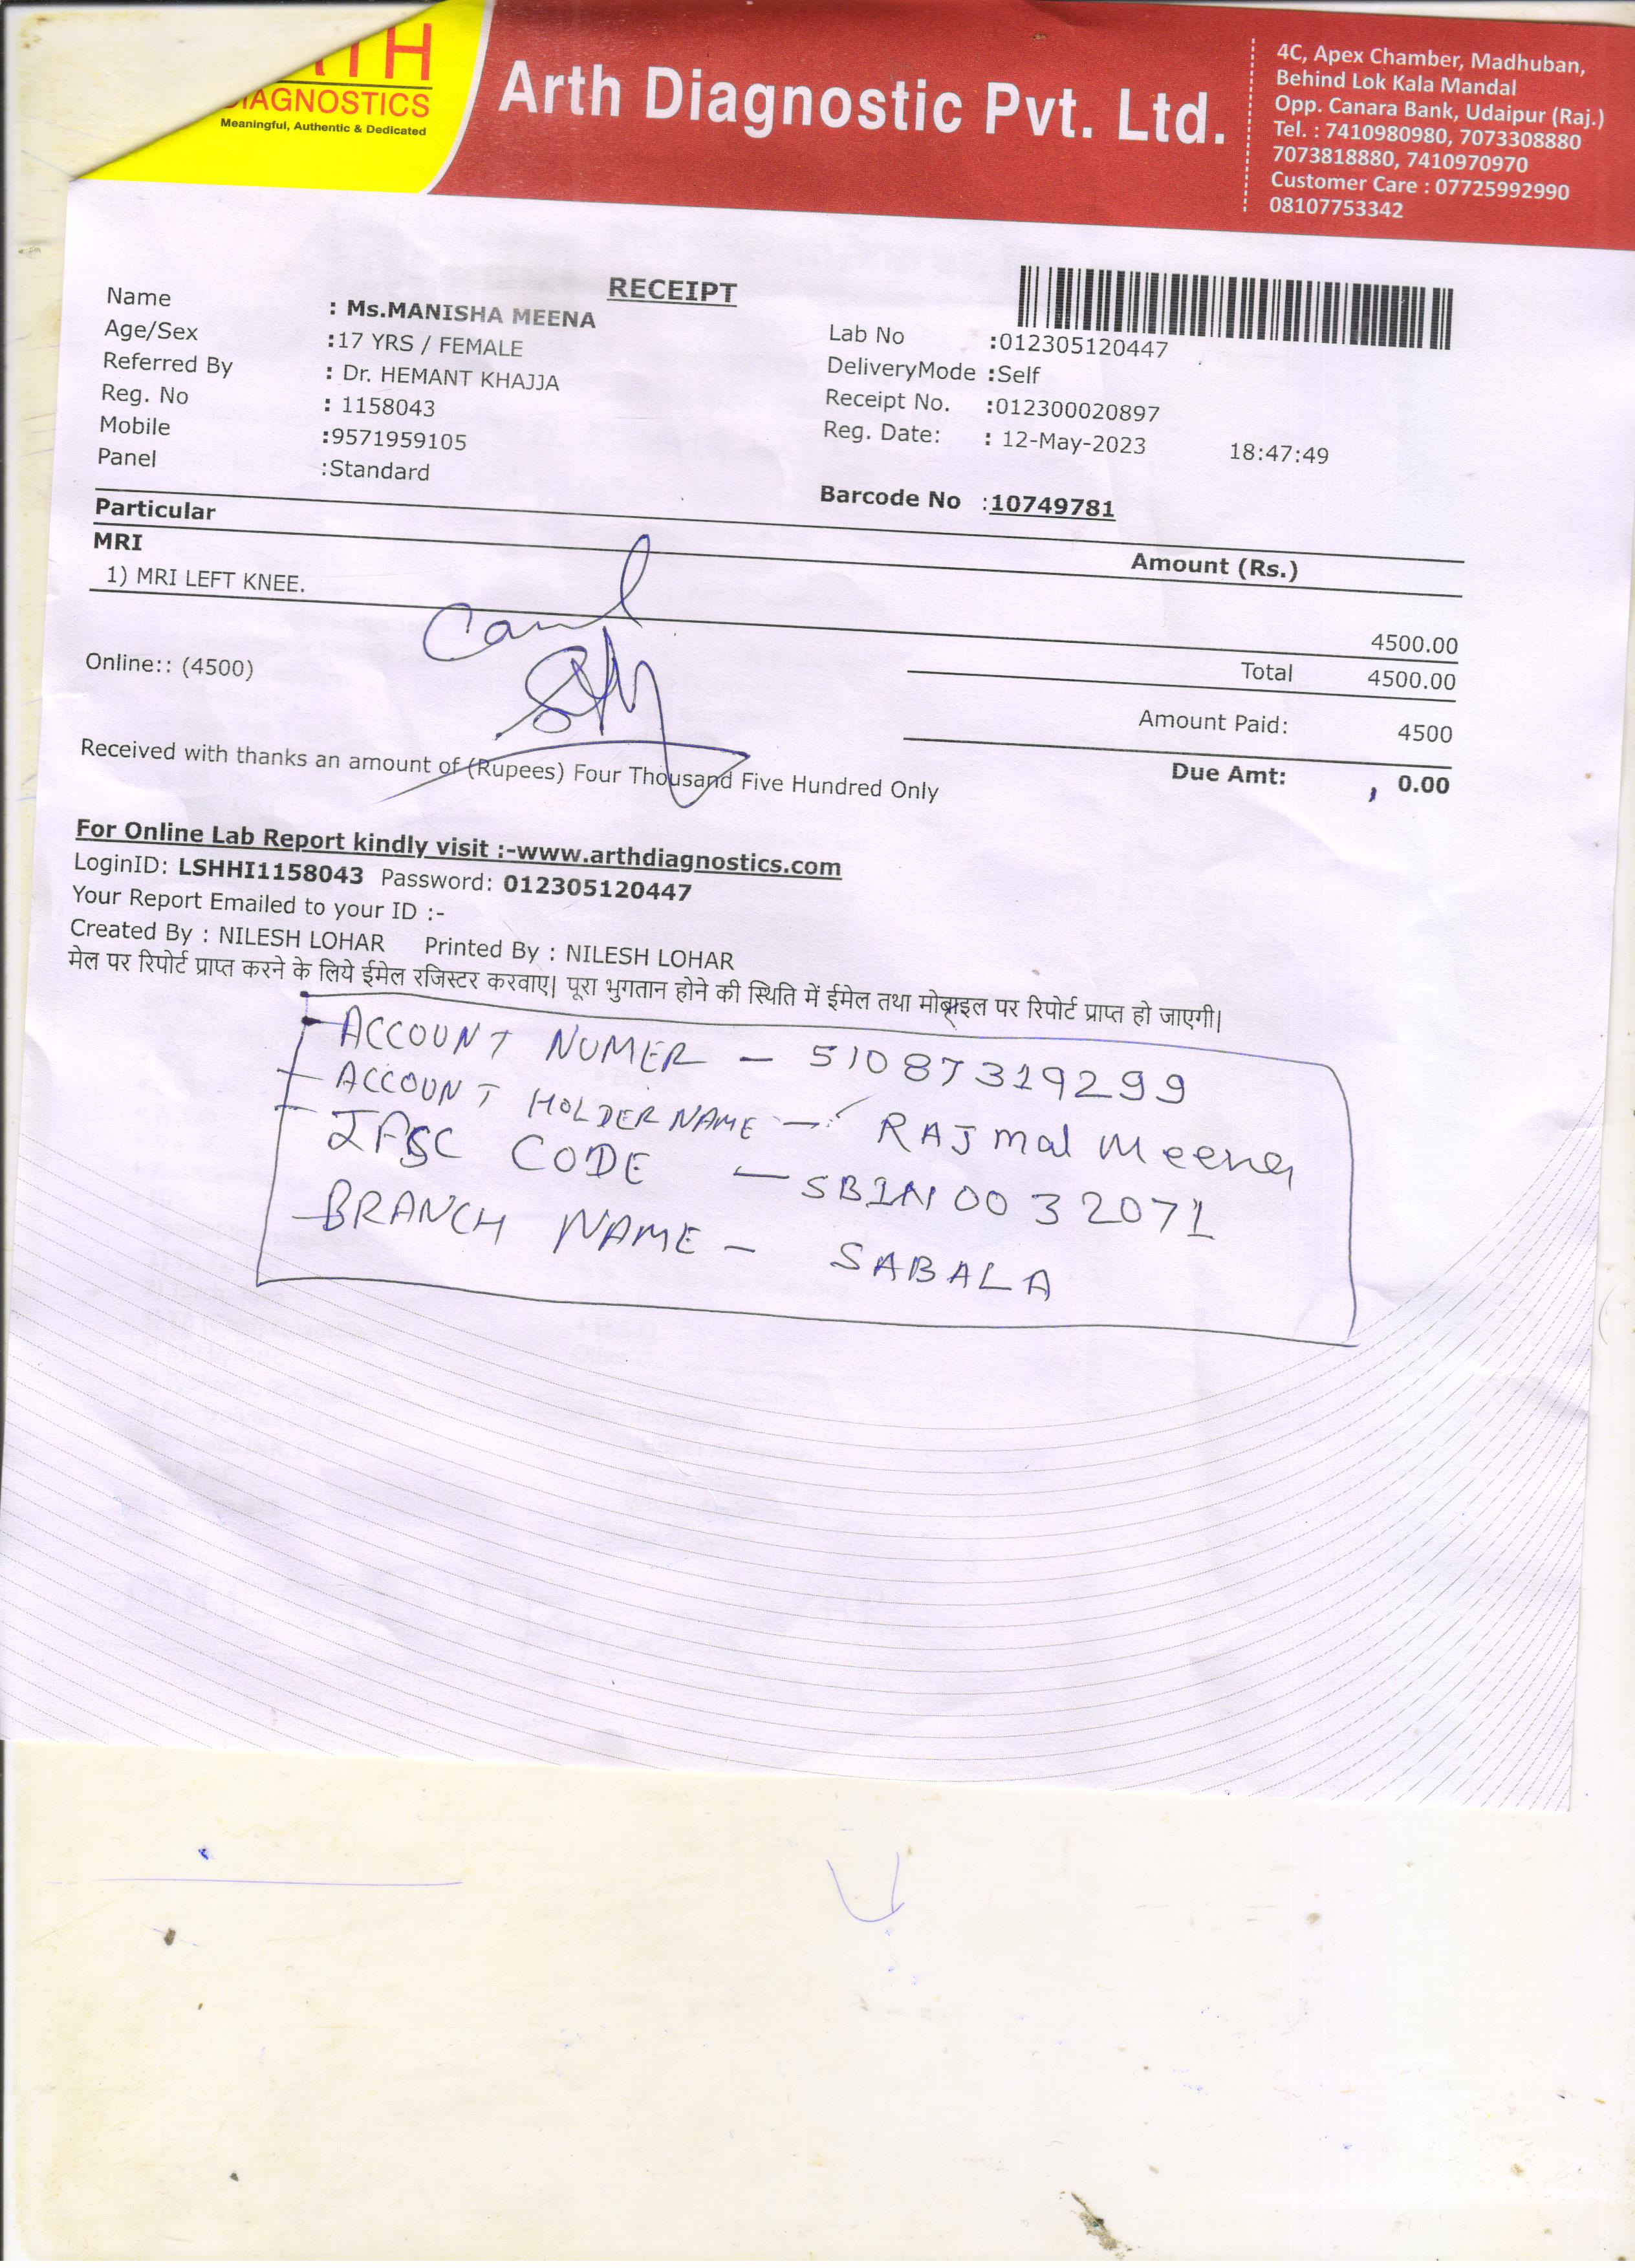 DIAGNOSTICS
Meaningful, Authentic & Dedicated
Arth Diagnostic Pvt. Ltd.
4C, Apex Chamber, Madhuban,
Behind Lok Kala Mandal
Opp. Canara Bank, Udaipur (Raj.)
Tel. : 7410980980, 7073308880
7073818880, 7410970970
Customer Care : 07725992990
08107753342
RECEIPT
Name : Ms.MANISHA MEENA
Age/Sex :17 YRS / FEMALE
Referred By : Dr. HEMANT KHAJJA
Reg. No : 1158043
Mobile :9571959105
Panel :Standard
Lab No :012305120447
DeliveryMode :Self
Receipt No. :012300020897
Reg. Date: : 12-May-2023 18:47:49
Barcode No :10749781
Particular Amount (Rs.)
MRI
1) MRI LEFT KNEE. 4500.00
Total 4500.00
Online:: (4500)
Amount Paid: 4500
Due Amt: 0.00
Received with thanks an amount of (Rupees) Four Thousand Five Hundred Only
For Online Lab Report kindly visit :-www.arthdiagnostics.com
LoginID: LSHHI1158043 Password: 012305120447
Your Report Emailed to your ID :-
Created By : NILESH LOHAR Printed By : NILESH LOHAR
मेल पर रिपोर्ट प्राप्त करने के लिये ईमेल रजिस्टर करवाए। पूरा भुगतान होने की स्थिति में ईमेल तथा मोबाइल पर रिपोर्ट प्राप्त हो जाएगी।
ACCOUNT NUMER - 51087319299
ACCOUNT HOLDER NAME - RAJmal Meena
IFSC CODE - SBIN0032071
BRANCH NAME - SABALA